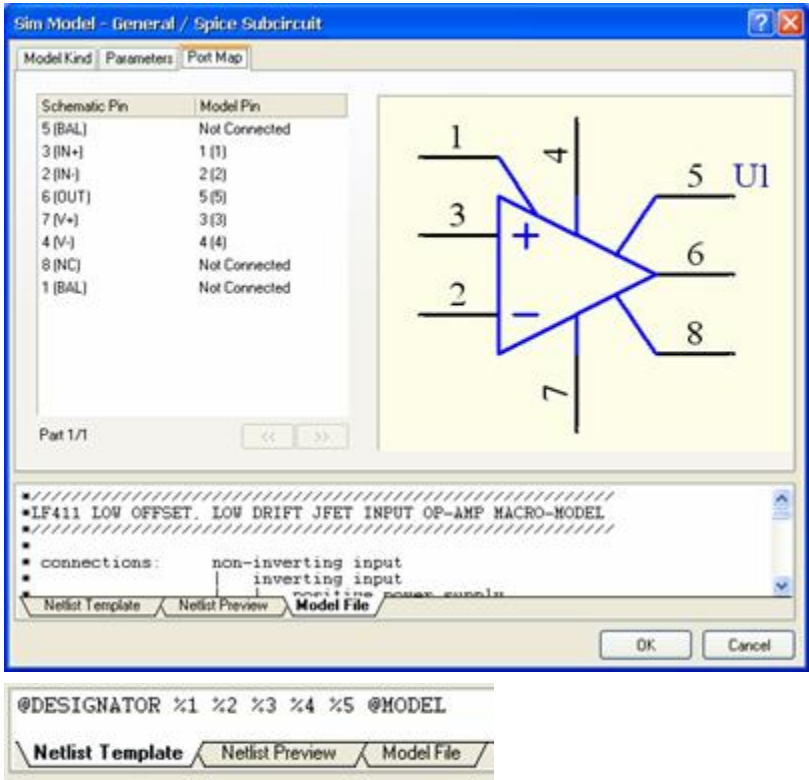 Sim Model - General / Spice Subcircuit
Model Kind Parameters Port Map
Schematic Pin Model Pin
5 (BAL) Not Connected
3 (IN+) 1 (1)
2 (IN-) 2 (2)
6 (OUT) 5 (5)
7 (V+) 3 (3)
4 (V-) 4 (4)
8 (NC) Not Connected
1 (BAL) Not Connected
Part 1/1
<< >>
1
4
5 U1
3
+
6
2
−
8
7
*////////////////////////////////////////////////////////
*LF411 LOW OFFSET, LOW DRIFT JFET INPUT OP-AMP MACRO-MODEL
*////////////////////////////////////////////////////////
*
* connections: non-inverting input
* | inverting input
* | | positive power supply
Netlist Template Netlist Preview Model File
OK Cancel
@DESIGNATOR %1 %2 %3 %4 %5 @MODEL
Netlist Template Netlist Preview Model File